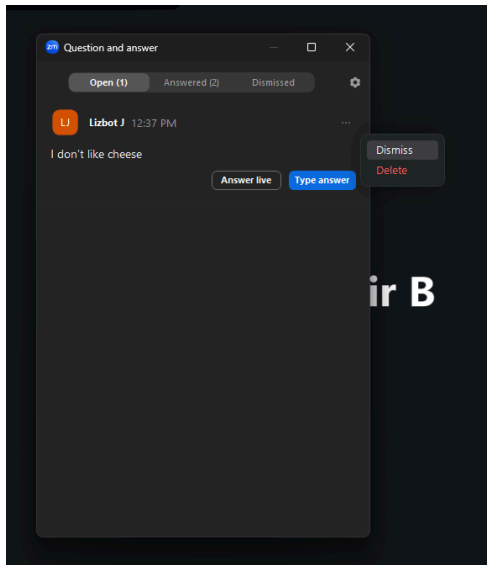 zm Question and answer
Open (1) Answered (2) Dismissed
LJ Lizbot J 12:37 PM ...
I don't like cheese
Dismiss
Delete
Answer live Type answer
ir B